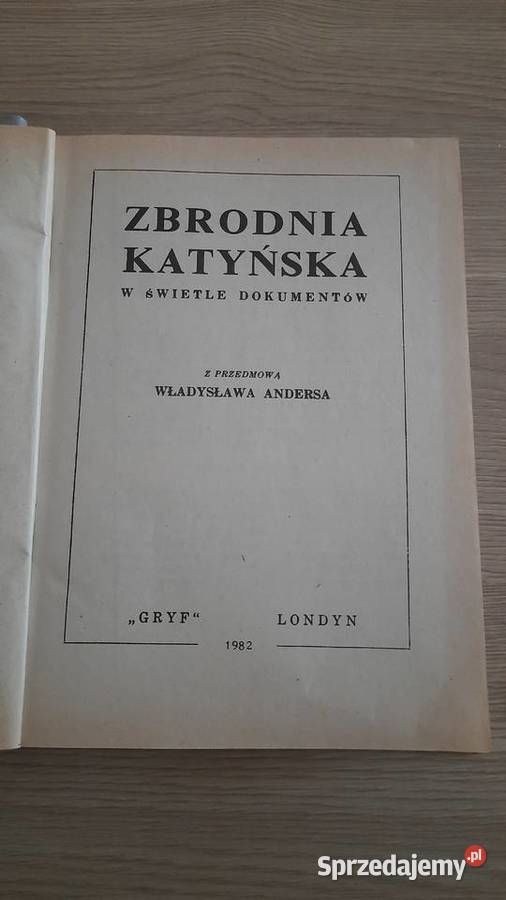 ZBRODNIA
KATYŃSKA
W ŚWIETLE DOKUMENTÓW
Z PRZEDMOWĄ
WŁADYSŁAWA ANDERSA
„GRYF“ LONDYN
1982
Sprzedajemy.pl